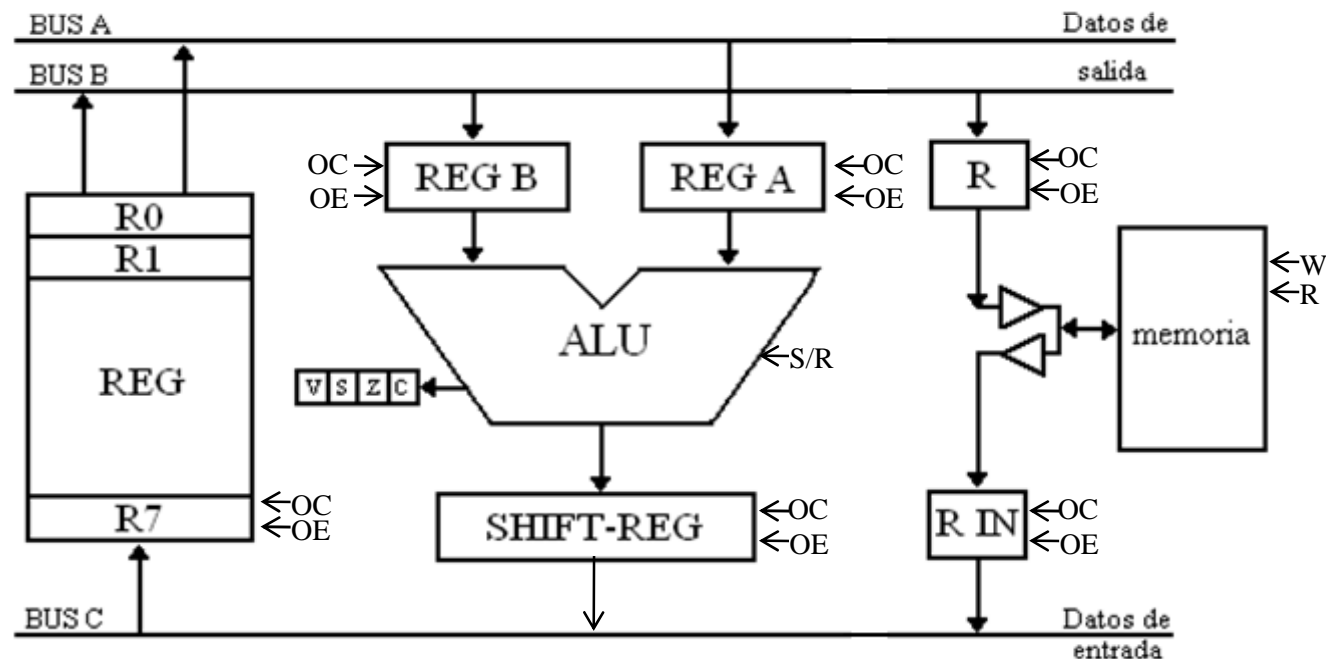 BUS A
Datos de
BUS B
salida
OC
REG B
REG A
OC
R
OC
OE
OE
OE
R0
R1
W
R
ALU
memoria
S/R
REG
V S Z C
R7
OC
OE
SHIFT-REG
OC
OE
R IN
OC
OE
BUS C
Datos de
entrada